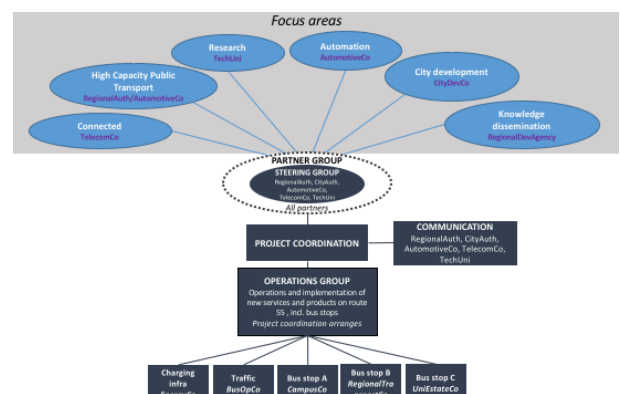 Focus areas
Research
TechUni
Automation
AutomotiveCo
High Capacity Public
Transport
RegionalAuth/AutomotiveCo
City development
CityDevCo
Connected
TelecomCo
Knowledge
dissemination
RegionalDevAgency
PARTNER GROUP
STEERING GROUP
RegionalAuth, CityAuth,
AutomotiveCo,
TelecomCo, TechUni
All partners
PROJECT COORDINATION
COMMUNICATION
RegionalAuth, CityAuth,
AutomotiveCo, TelecomCo,
TechUni
OPERATIONS GROUP
Operations and implementation of
new services and products on route
55 , incl. bus stops
Project coordination arranges
Charging
infra
Traffic
BusOpCo
Bus stop A
CampusCo
Bus stop B
RegionalTra
Bus stop C
UniEstateCo